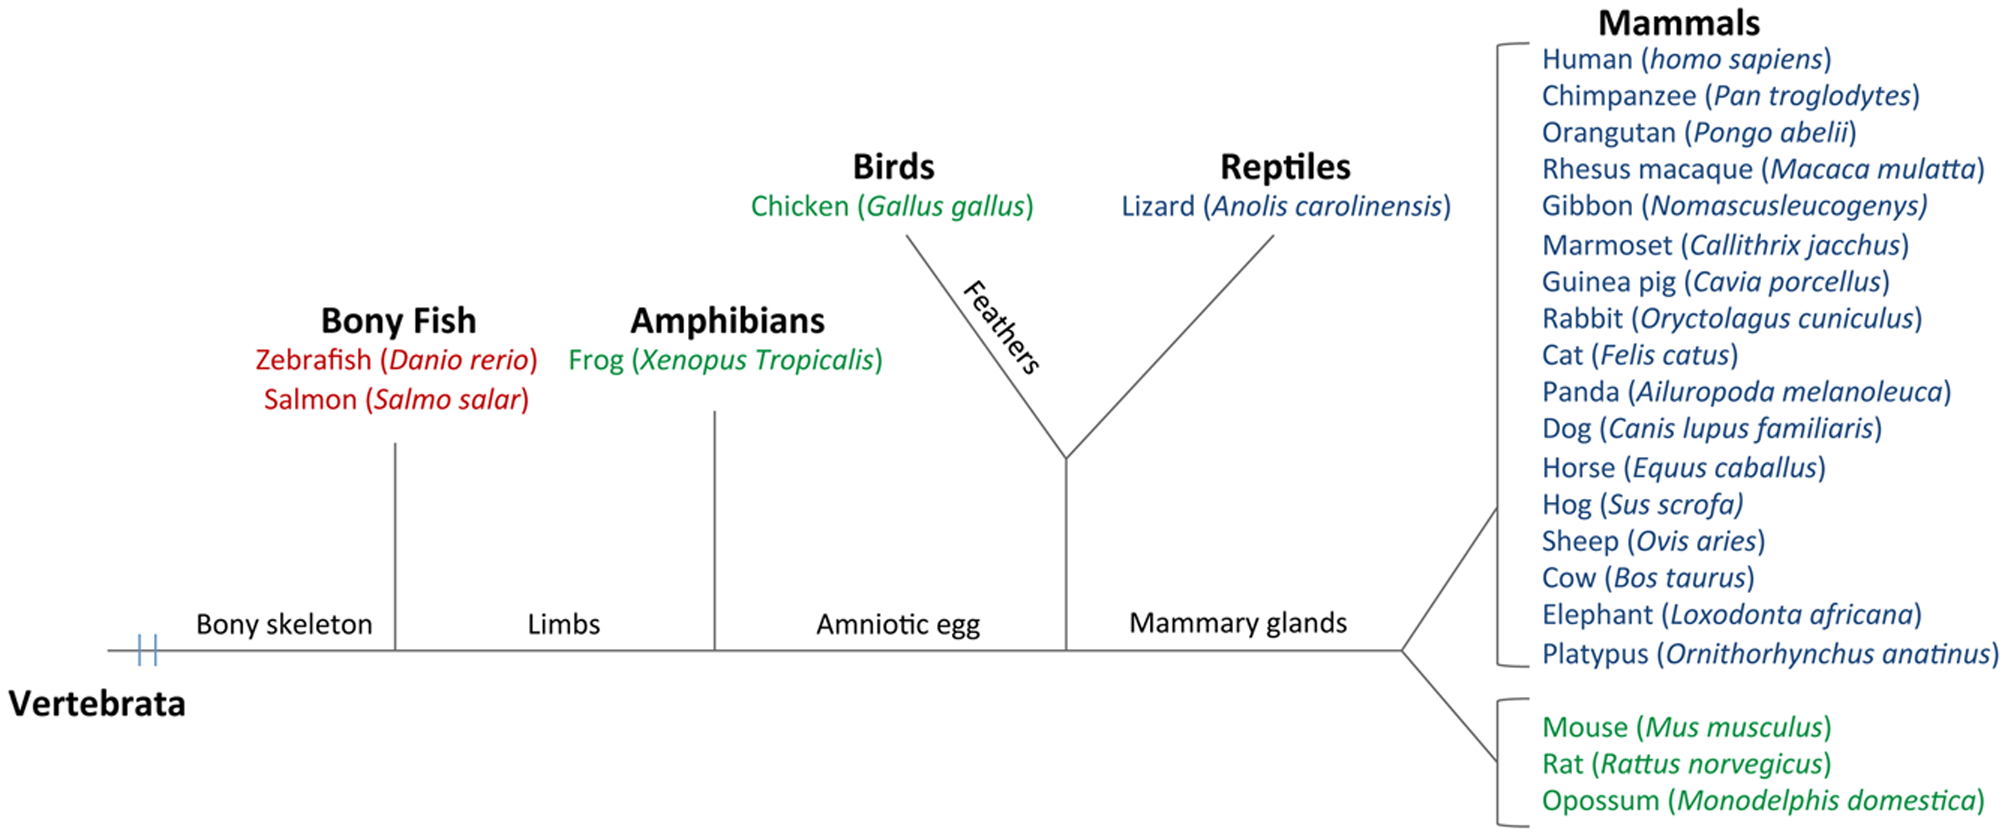 Mammals
Human (homo sapiens)
Chimpanzee (Pan troglodytes)
Orangutan (Pongo abelii)
Rhesus macaque (Macaca mulatta)
Gibbon (Nomascusleucogenys)
Marmoset (Callithrix jacchus)
Guinea pig (Cavia porcellus)
Rabbit (Oryctolagus cuniculus)
Cat (Felis catus)
Panda (Ailuropoda melanoleuca)
Dog (Canis lupus familiaris)
Horse (Equus caballus)
Hog (Sus scrofa)
Sheep (Ovis aries)
Cow (Bos taurus)
Elephant (Loxodonta africana)
Platypus (Ornithorhynchus anatinus)
Mouse (Mus musculus)
Rat (Rattus norvegicus)
Opossum (Monodelphis domestica)
Birds
Chicken (Gallus gallus)
Reptiles
Lizard (Anolis carolinensis)
Feathers
Bony Fish
Zebrafish (Danio rerio)
Salmon (Salmo salar)
Amphibians
Frog (Xenopus Tropicalis)
Bony skeleton
Limbs
Amniotic egg
Mammary glands
Vertebrata